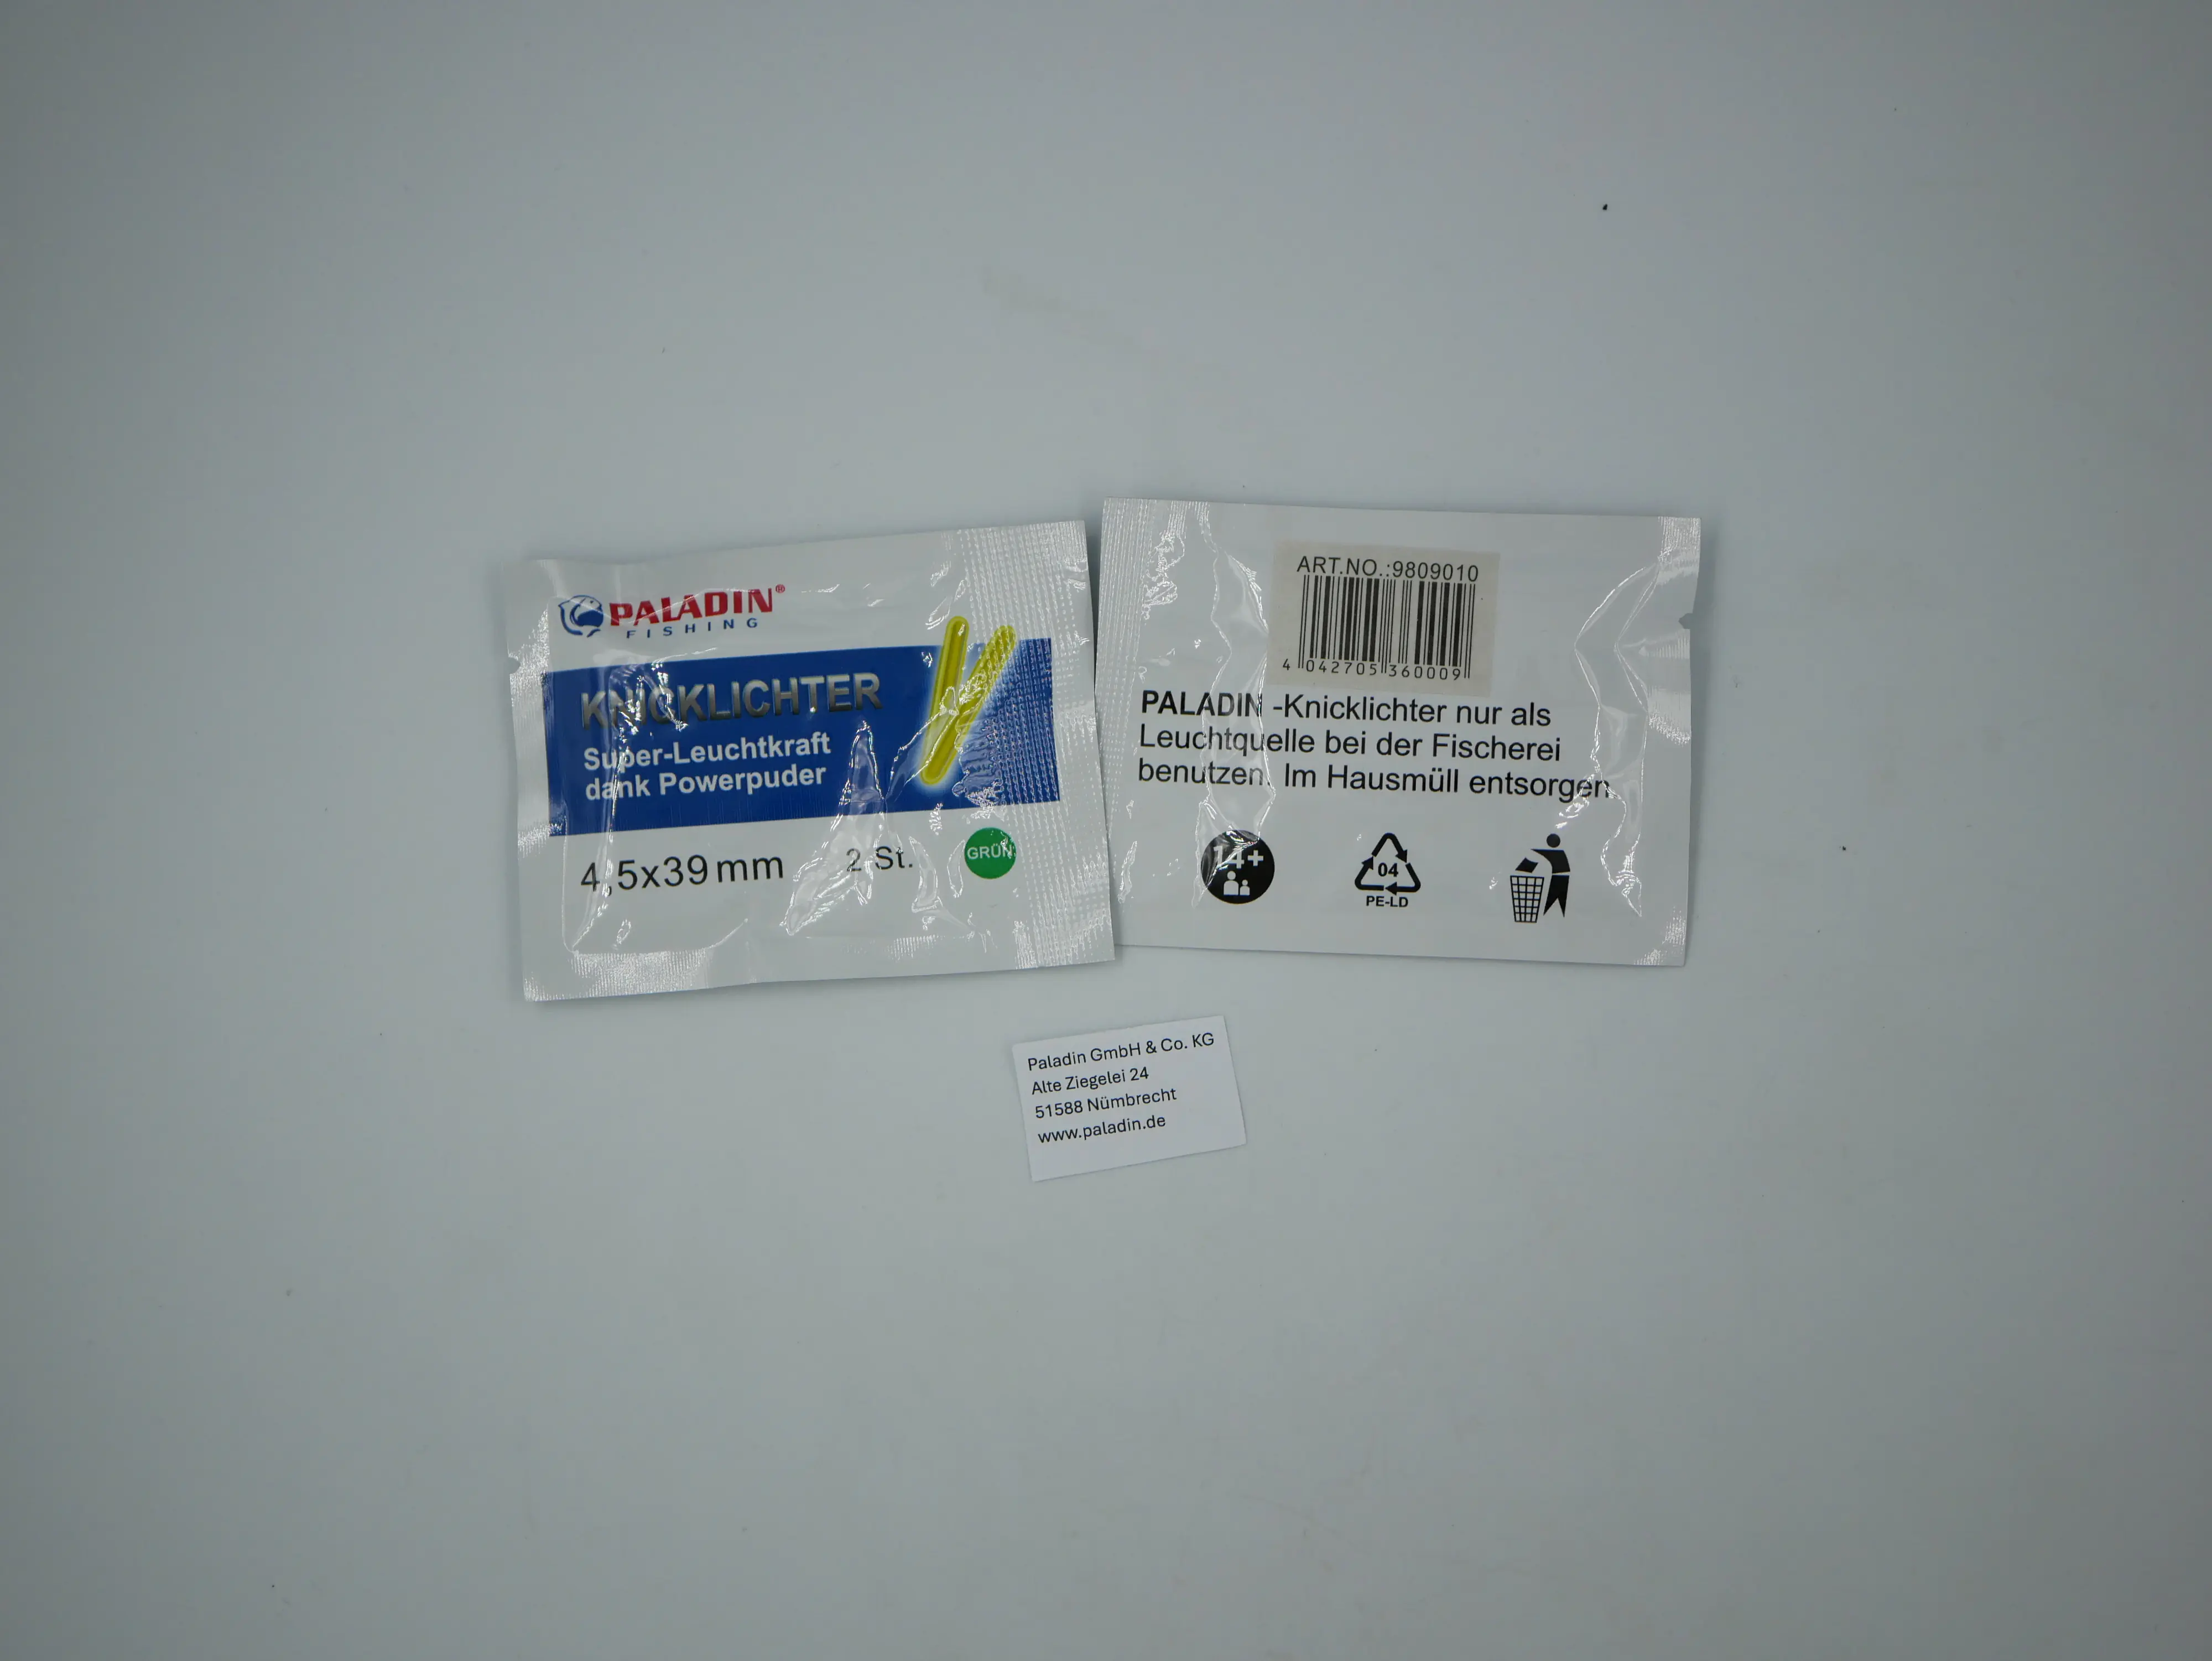 PALADIN®
FISHING
KNICKLICHTER
Super-Leuchtkraft
dank Powerpuder
4,5x39 mm 2 St. GRÜN
ART.NO.:9809010
4 042705 360009
PALADIN -Knicklichter nur als
Leuchtquelle bei der Fischerei
benutzen. Im Hausmüll entsorgen.
14+
04
PE-LD
Paladin GmbH & Co. KG
Alte Ziegelei 24
51588 Nümbrecht
www.paladin.de